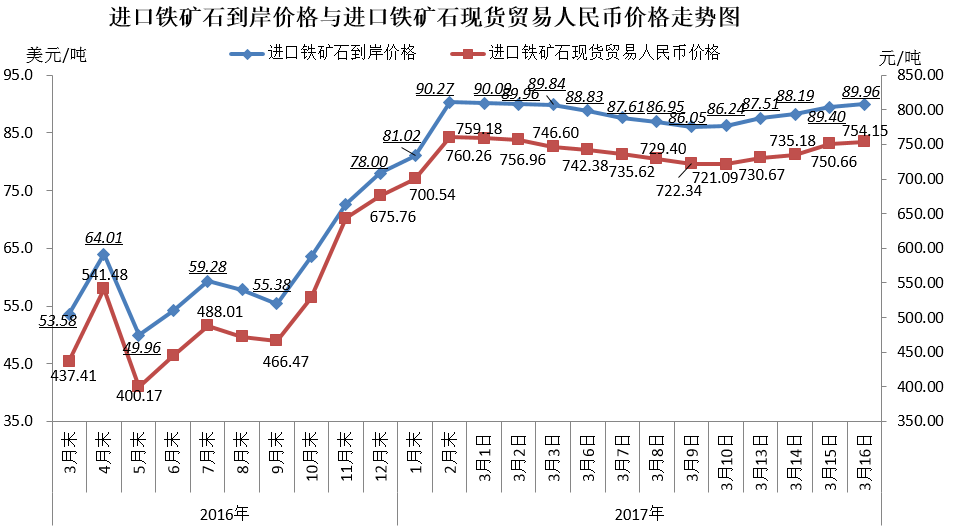 进口铁矿石到岸价格与进口铁矿石现货贸易人民币价格走势图
美元/吨
进口铁矿石到岸价格
进口铁矿石现货贸易人民币价格
元/吨
95.0
85.0
75.0
65.0
55.0
45.0
35.0
850.00
800.00
750.00
700.00
650.00
600.00
550.00
500.00
450.00
400.00
350.00
53.58
64.01
49.96
59.28
55.38
78.00
81.02
90.27
90.09
89.96
89.84
88.83
87.61
86.95
86.05
86.24
87.51
88.19
89.40
89.96
437.41
541.48
400.17
488.01
466.47
675.76
700.54
760.26
759.18
756.96
746.60
742.38
735.62
729.40
722.34
721.09
730.67
735.18
750.66
754.15
3月末
4月末
5月末
6月末
7月末
8月末
9月末
10月末
11月末
12月末
1月末
2月末
3月1日
3月2日
3月3日
3月6日
3月7日
3月8日
3月9日
3月10日
3月13日
3月14日
3月15日
3月16日
2016年
2017年